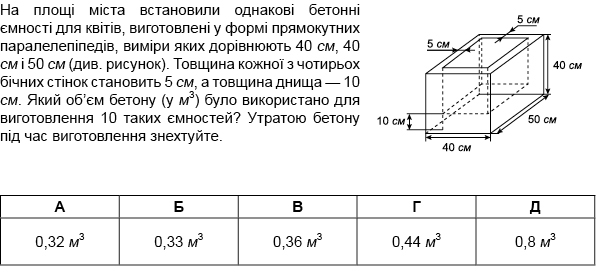 На площі міста встановили однакові бетонні
ємності для квітів, виготовлені у формі прямокутних
паралелепіпедів, виміри яких дорівнюють 40 см, 40
см і 50 см (див. рисунок). Товщина кожної з чотирьох
бічних стінок становить 5 см, а товщина днища — 10
см. Який об’єм бетону (у м³) було використано для
виготовлення 10 таких ємностей? Утратою бетону
під час виготовлення знехтуйте.
5 см
5 см
40 см
10 см
50 см
40 см
А Б В Г Д
0,32 м³ 0,33 м³ 0,36 м³ 0,44 м³ 0,8 м³